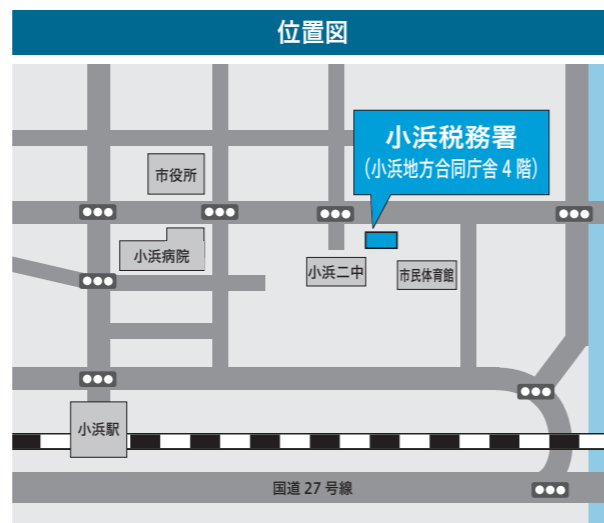 位置図
小浜税務署
(小浜地方合同庁舎4階)
市役所
小浜病院
小浜二中
市民体育館
小浜駅
国道27号線